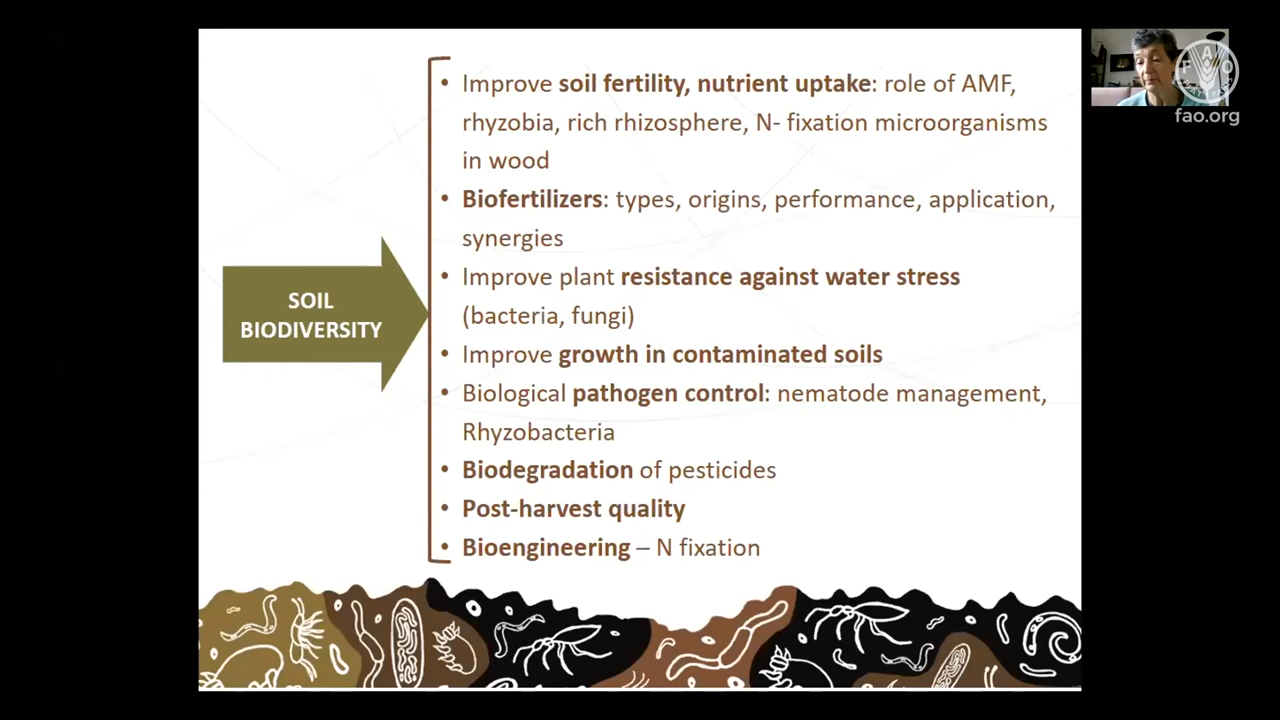 • Improve soil fertility, nutrient uptake: role of AMF,
rhyzobia, rich rhizosphere, N- fixation microorganisms
in wood
• Biofertilizers: types, origins, performance, application,
synergies
• Improve plant resistance against water stress
(bacteria, fungi)
SOIL
BIODIVERSITY
• Improve growth in contaminated soils
• Biological pathogen control: nematode management,
Rhyzobacteria
• Biodegradation of pesticides
• Post-harvest quality
• Bioengineering – N fixation
F A O
fao.org